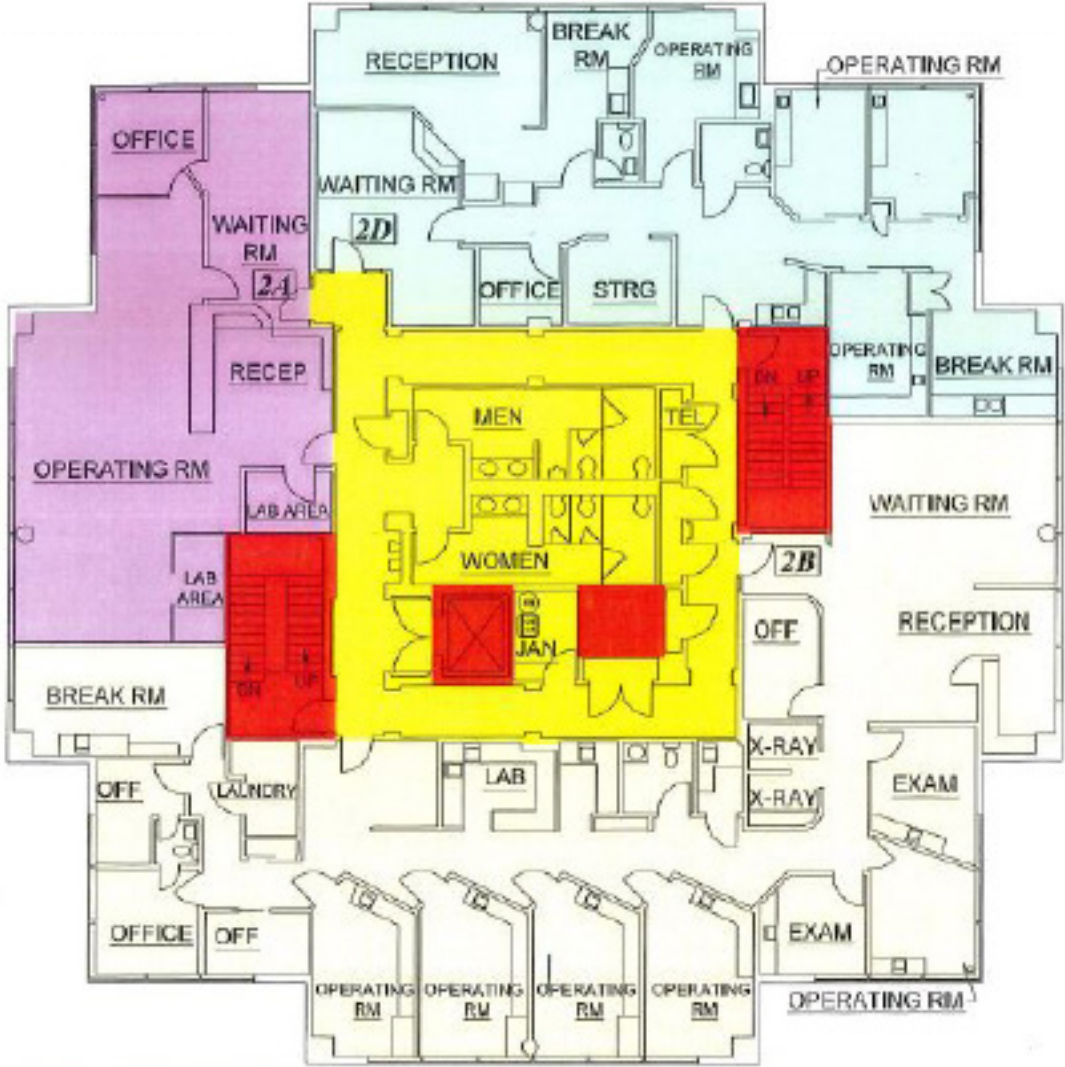 RECEPTION
BREAK
RM
OPERATING
RM
OPERATING RM
OFFICE
WAITING
RM
2A
WAITING RM
2D
OFFICE
STRG
OPERATING
RM
BREAK RM
RECEP
OPERATING RM
LAB AREA
LAB
AREA
MEN
TEL
DN UP
WOMEN
JAN
WAITING RM
2B
OFF
RECEPTION
DN UP
BREAK RM
OFF
LAUNDRY
LAB
X-RAY
X-RAY
EXAM
OFFICE
OFF
EXAM
OPERATING
RM
OPERATING
RM
OPERATING
RM
OPERATING
RM
OPERATING RM